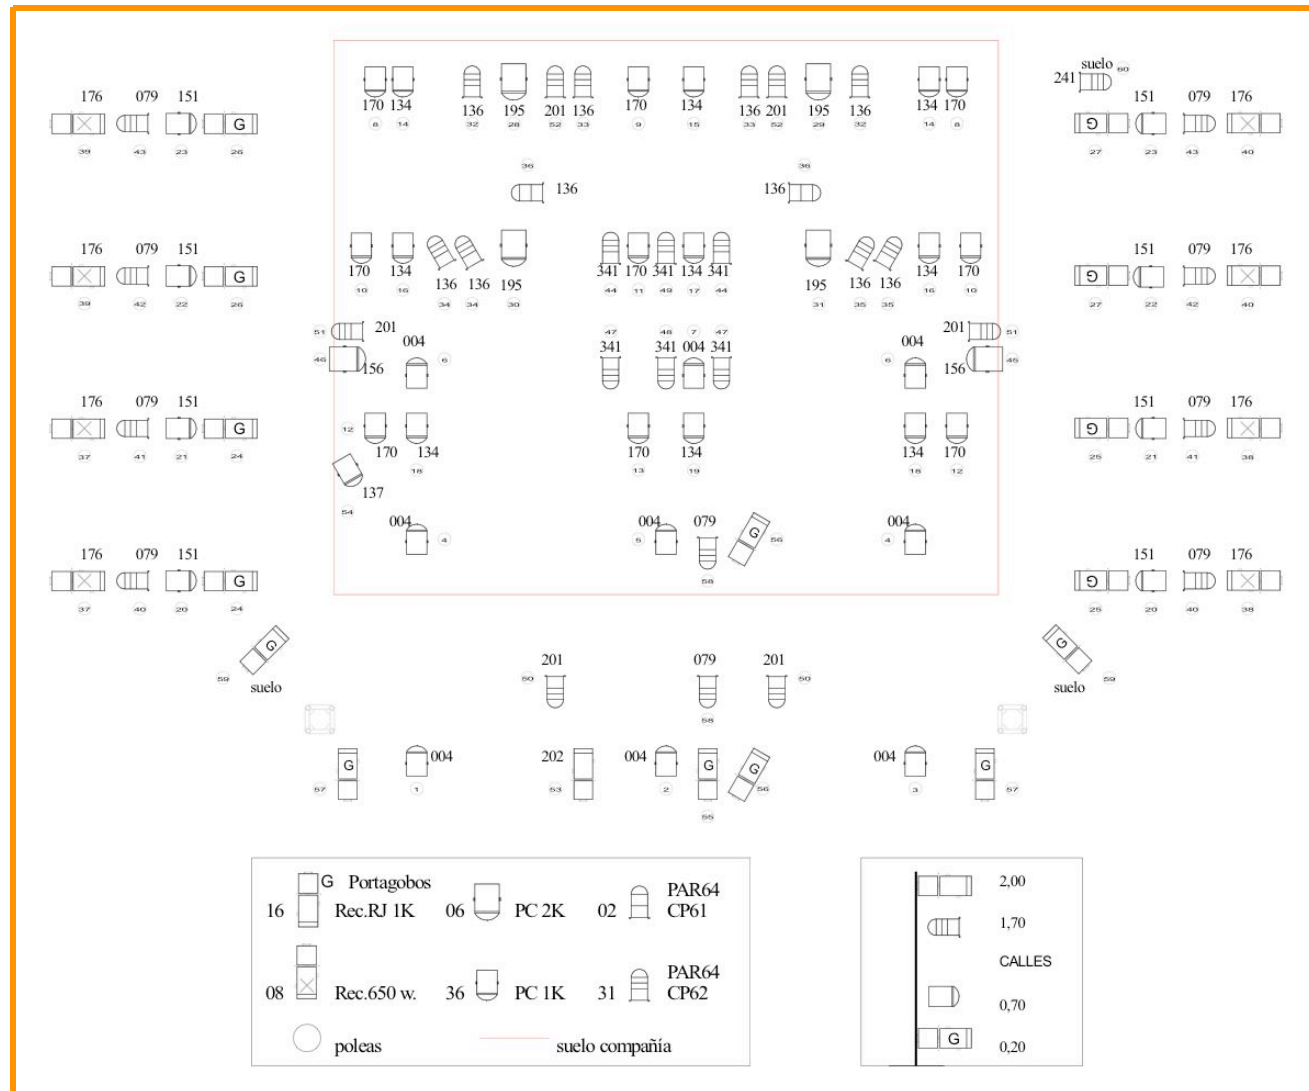 suelo
60
241
176 079 151
G
39 43 23 26
170 134 136 195 201 136 170 134 136 201 195 136 134 170
8 14 32 28 52 33 9 15 33 52 29 32 14 8
151 079 176
G
27 23 43 40
36 36
136 136
176 079 151
G
39 42 22 26
170 134 136 136 195 341 170 341 134 341 195 136 136 134 170
10 16 34 34 30 44 11 49 17 44 31 35 35 16 10
151 079 176
G
27 22 42 40
51 201 201 51
46 156 004 6 47 48 7 47 6 004 156 45
341 341 004 341
176 079 151
G
37 41 21 24
12 170 134 170 134 134 170
18 13 19 18 12
151 079 176
G
25 21 41 38
137
54
004 4 5 004 079 G 56 004 4
58
176 079 151
G
37 40 20 24
151 079 176
G
25 20 40 38
G G
59 suelo suelo 59
201 079 201
50 50
58
G 004 202 004 G G 004 G
57 1 53 2 55 56 3 57
G Portagobos
16 Rec.RJ 1K
06 PC 2K
02 PAR64
CP61
08 Rec.650 w.
36 PC 1K
31 PAR64
CP62
poleas
suelo compañía
2,00
1,70
CALLES
0,70
G
0,20